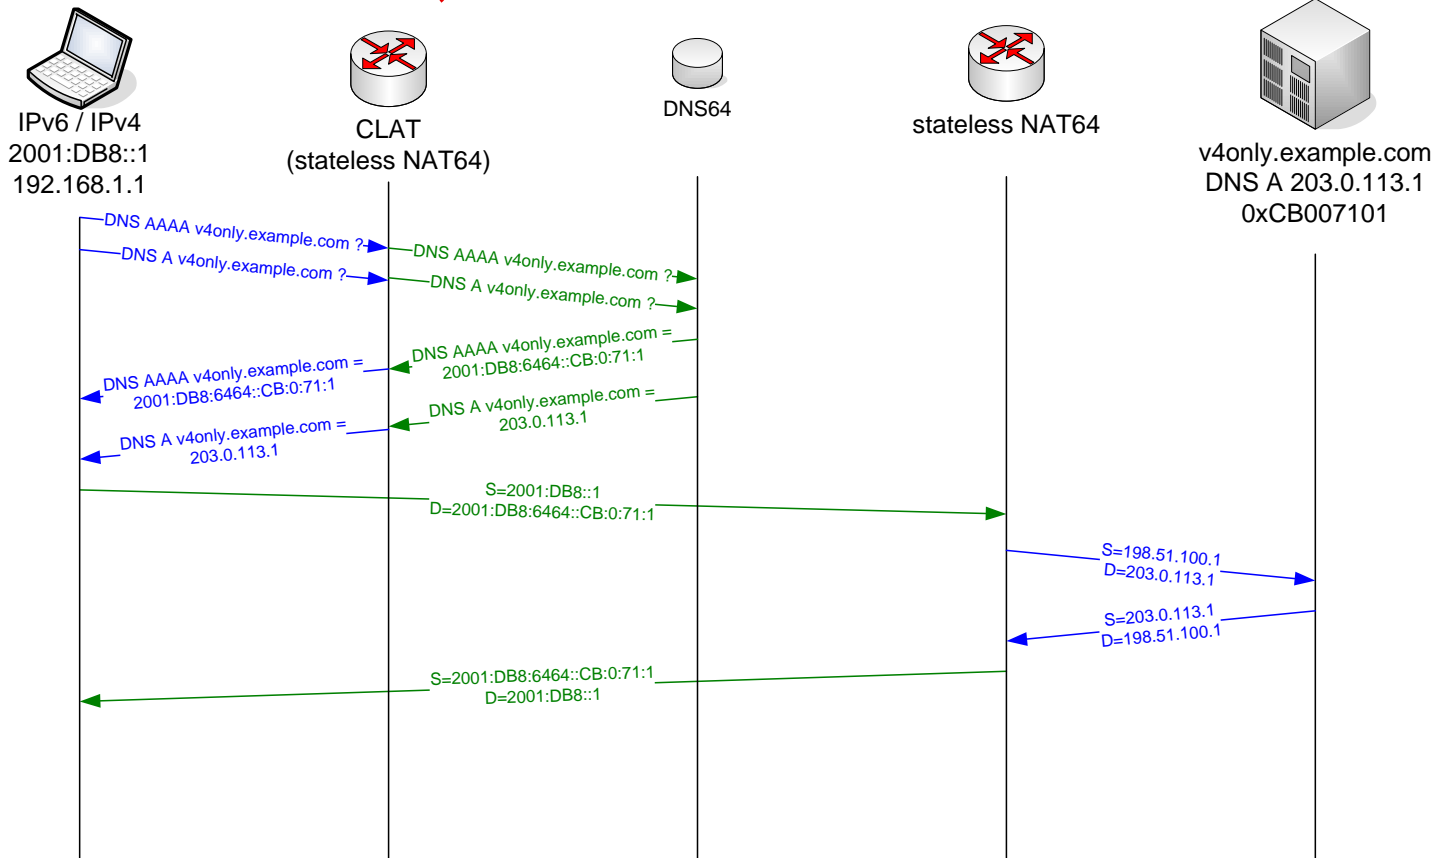 IPv6 / IPv4
2001:DB8::1
192.168.1.1
CLAT
(stateless NAT64)
DNS64
stateless NAT64
v4only.example.com
DNS A 203.0.113.1
0xCB007101
DNS AAAA v4only.example.com ?
DNS A v4only.example.com ?
DNS AAAA v4only.example.com ?
DNS A v4only.example.com ?
DNS AAAA v4only.example.com =
2001:DB8:6464::CB:0:71:1
DNS AAAA v4only.example.com =
2001:DB8:6464::CB:0:71:1
DNS A v4only.example.com =
203.0.113.1
DNS A v4only.example.com =
203.0.113.1
S=2001:DB8::1
D=2001:DB8:6464::CB:0:71:1
S=198.51.100.1
D=203.0.113.1
S=203.0.113.1
D=198.51.100.1
S=2001:DB8:6464::CB:0:71:1
D=2001:DB8::1